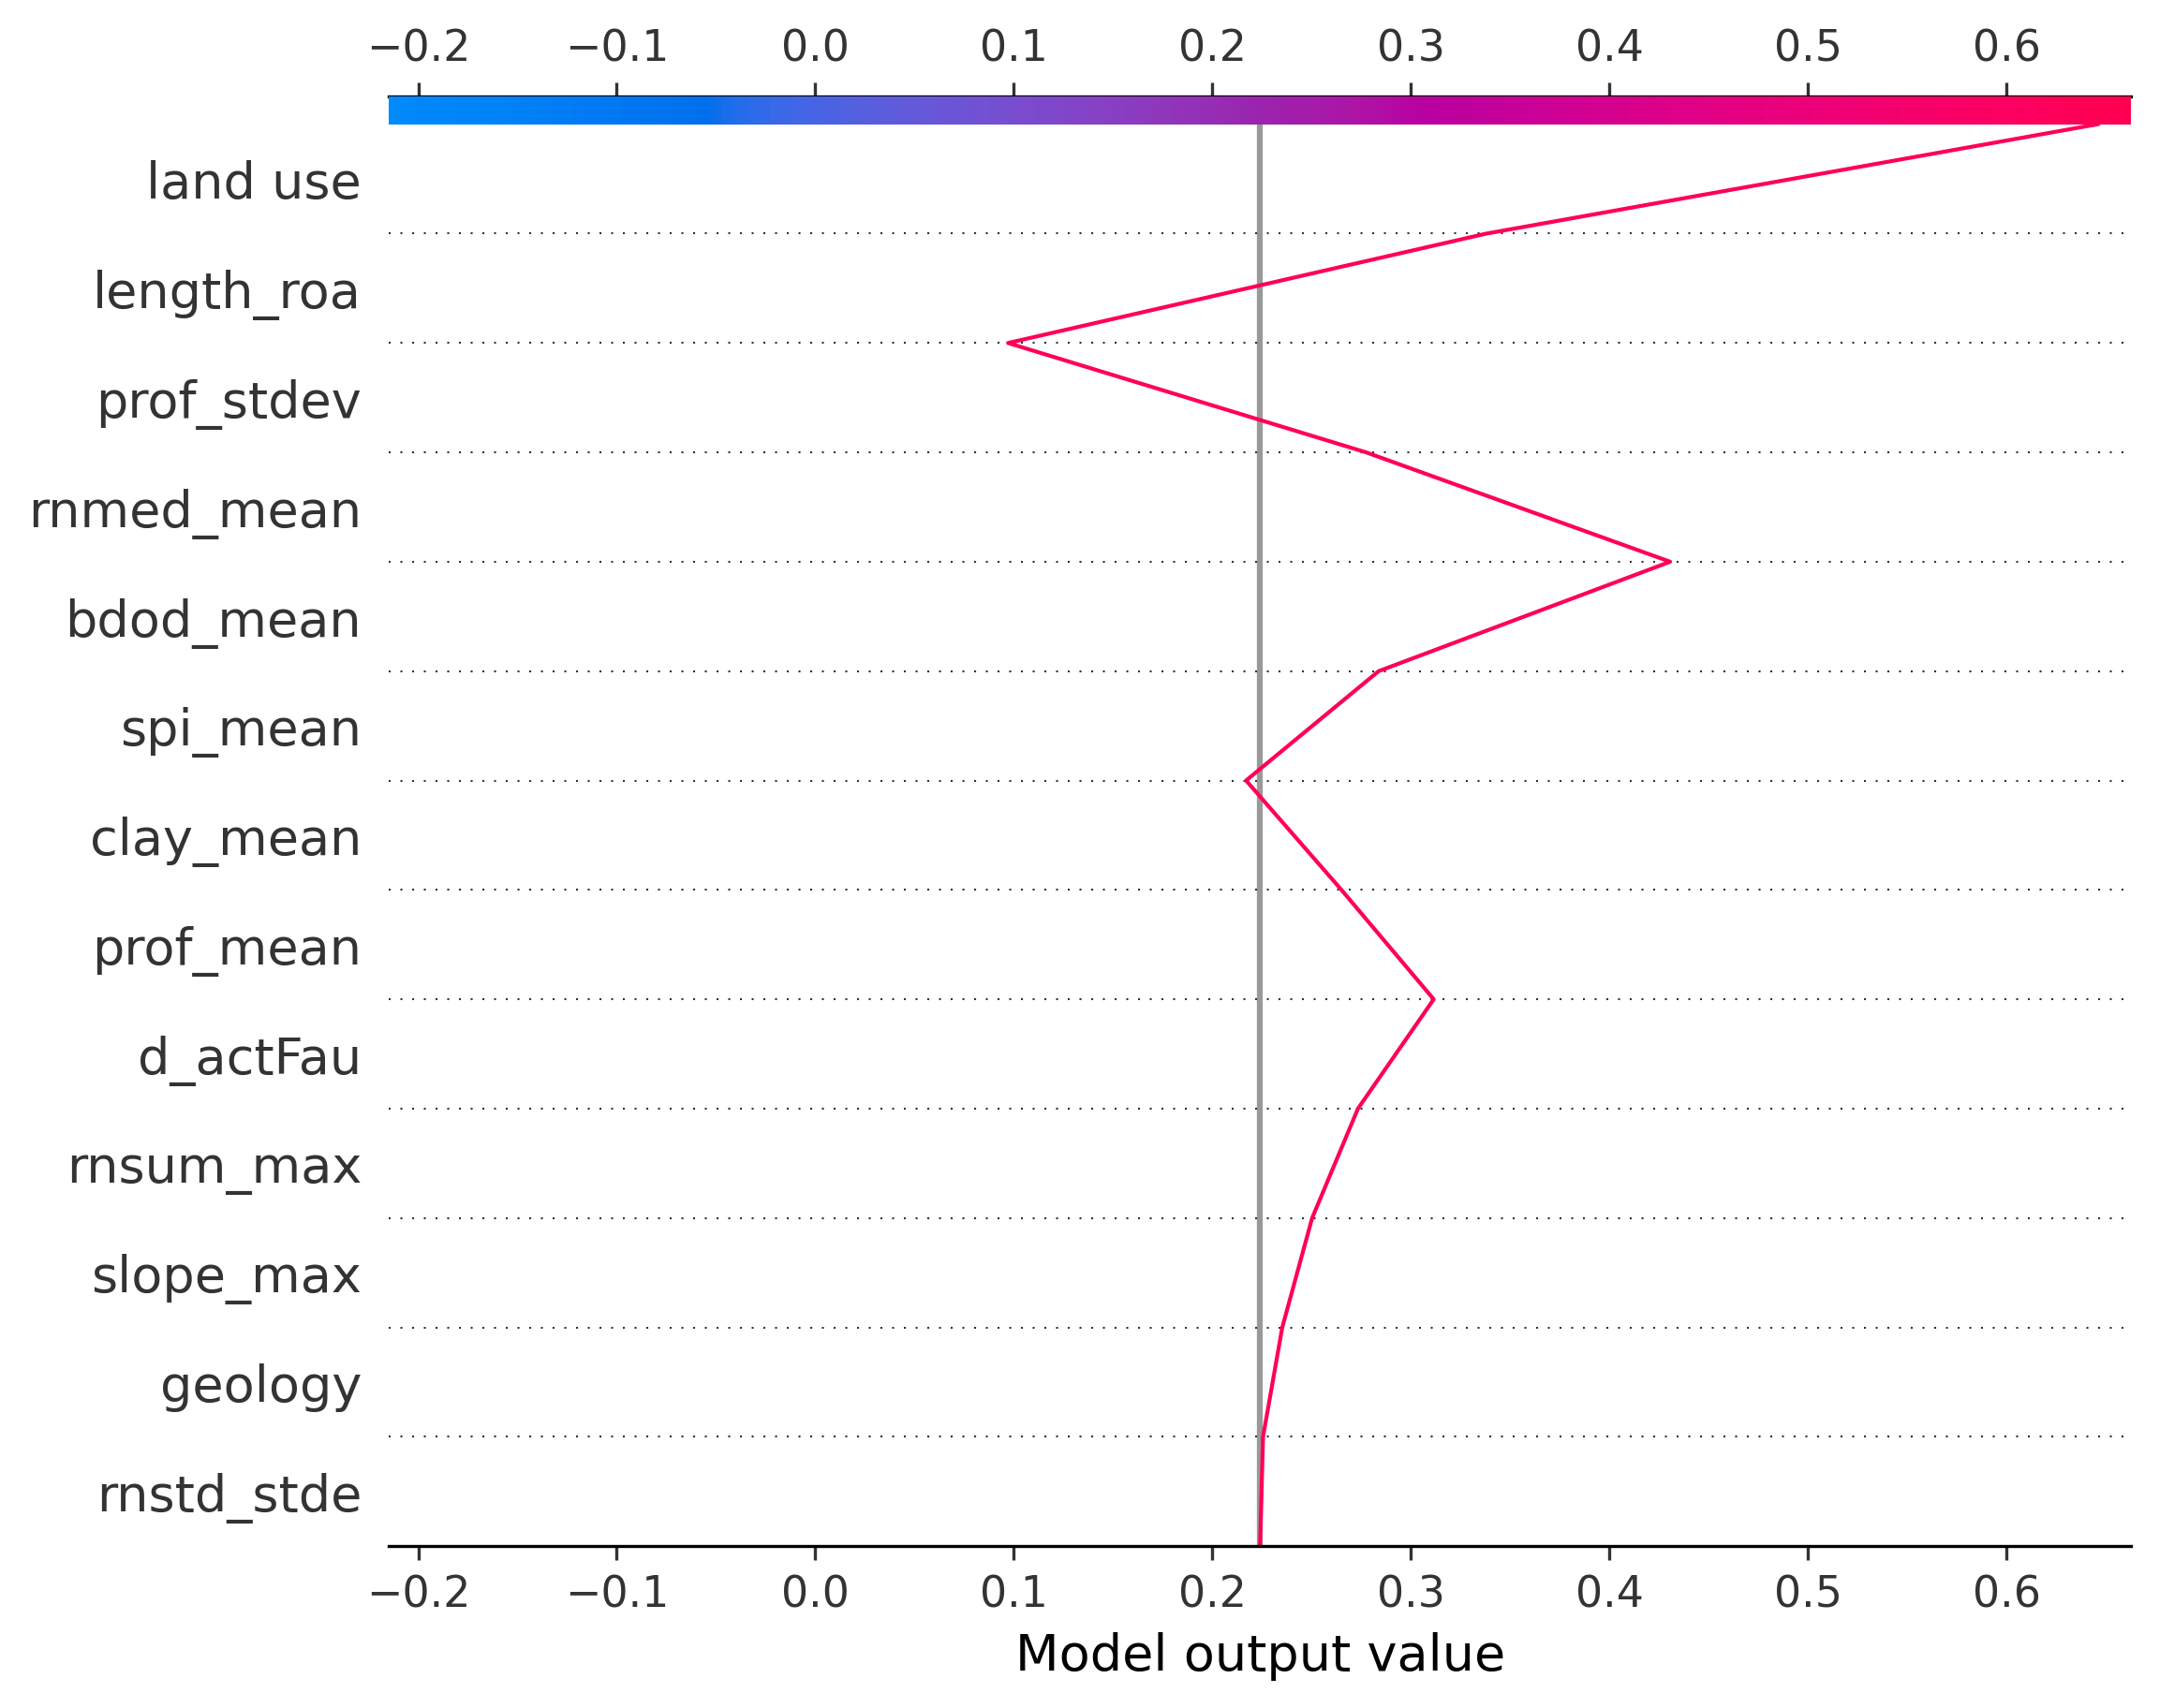 −0.2 −0.1 0.0 0.1 0.2 0.3 0.4 0.5 0.6
land use
length_roa
prof_stdev
rnmed_mean
bdod_mean
spi_mean
clay_mean
prof_mean
d_actFau
rnsum_max
slope_max
geology
rnstd_stde
−0.2 −0.1 0.0 0.1 0.2 0.3 0.4 0.5 0.6
Model output value